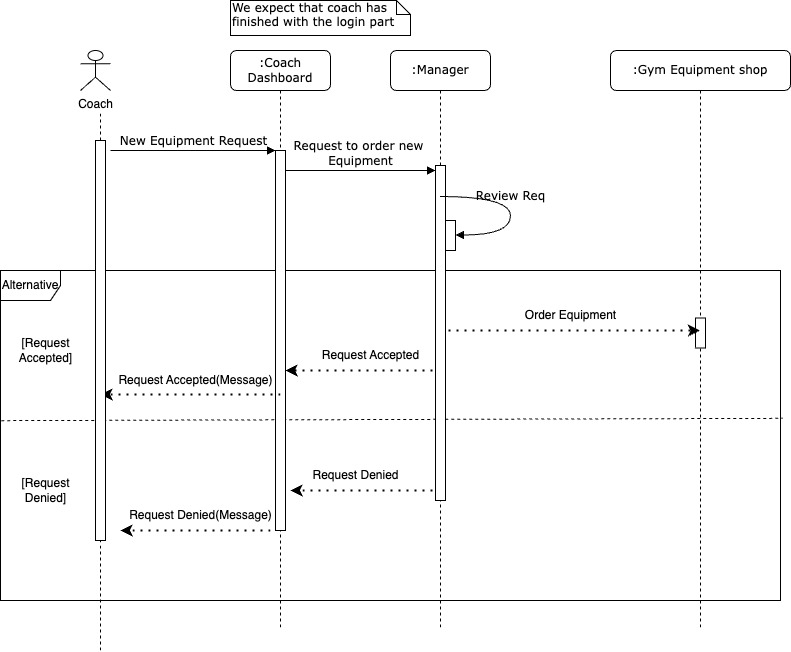 We expect that coach has
finished with the login part
:Coach
Dashboard
:Manager
:Gym Equipment shop
Coach
New Equipment Request
Request to order new
Equipment
Review Req
Alternative
Order Equipment
[Request
Accepted]
Request Accepted
Request Accepted(Message)
[Request
Denied]
Request Denied
Request Denied(Message)